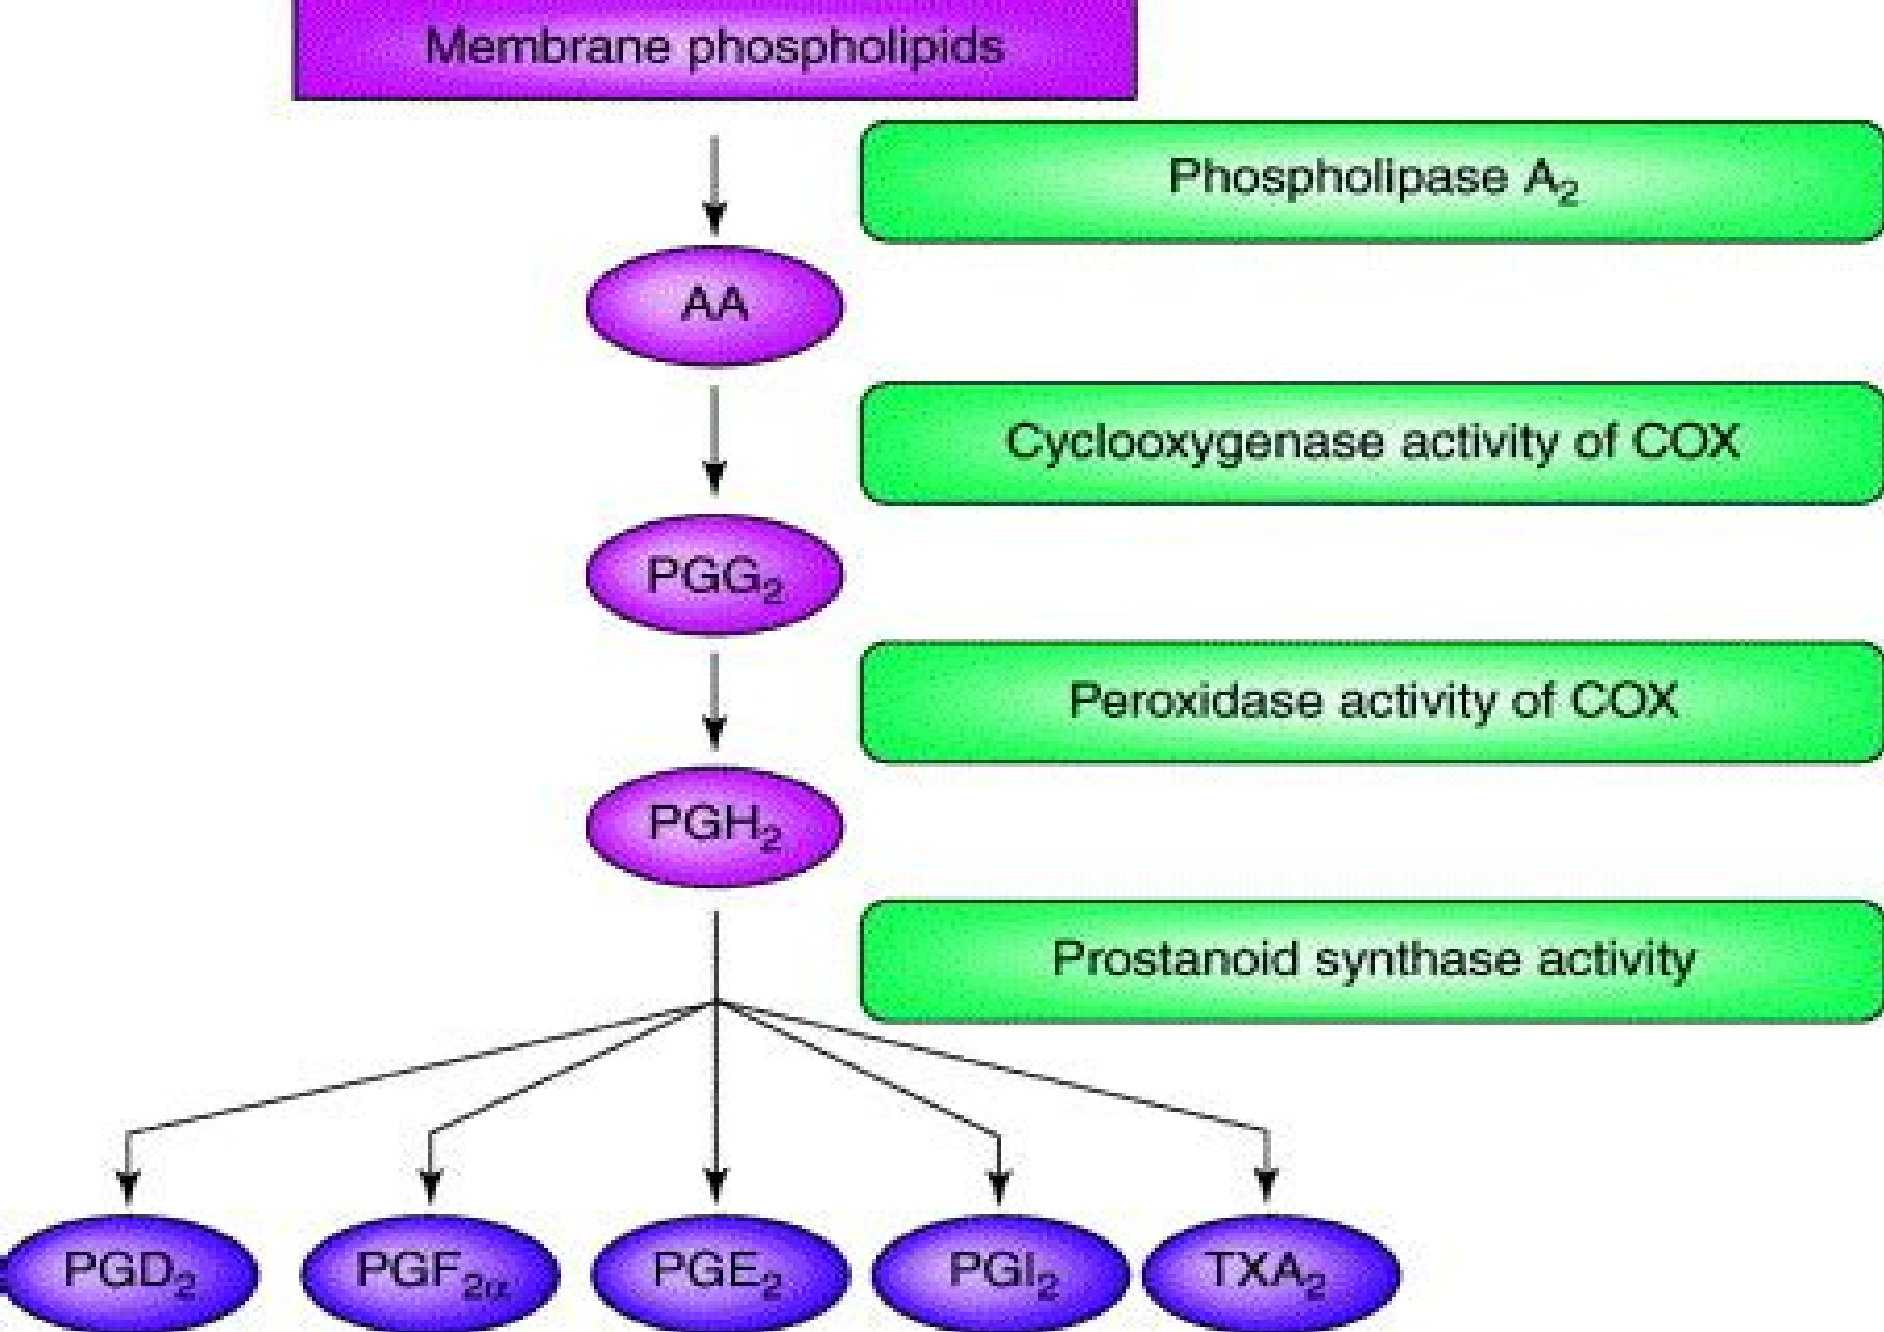 Membrane phospholipids
Phospholipase A₂
AA
Cyclooxygenase activity of COX
PGG₂
Peroxidase activity of COX
PGH₂
Prostanoid synthase activity
PGD₂ PGF₂α PGE₂ PGI₂ TXA₂